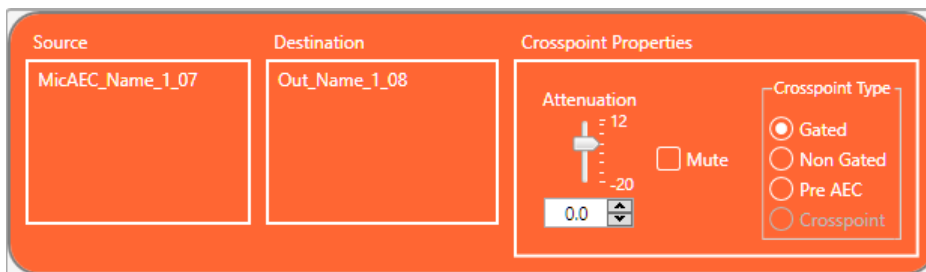 Source
MicAEC_Name_1_07
Destination
Out_Name_1_08
Crosspoint Properties
Attenuation
12
-20
0.0
Mute
Crosspoint Type
Gated
Non Gated
Pre AEC
Crosspoint